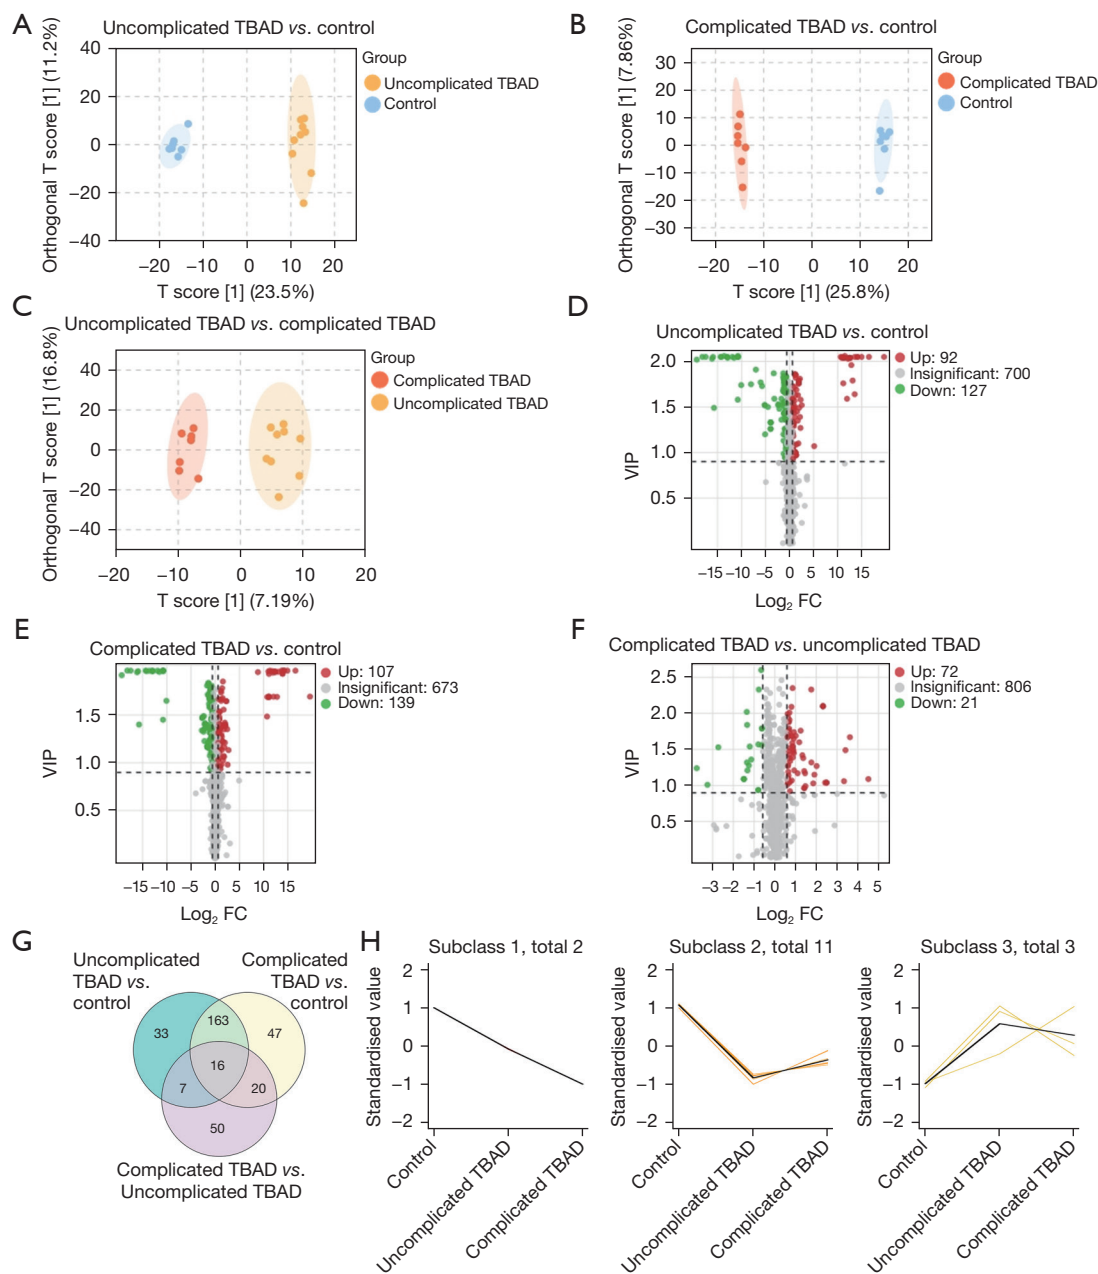 A
Uncomplicated TBAD vs. control
Orthogonal T score [1] (11.2%)
40
20
0
−20
−40
−20 −10 0 10 20
T score [1] (23.5%)
Group
Uncomplicated TBAD
Control
B
Complicated TBAD vs. control
Orthogonal T score [1] (7.86%)
30
20
10
0
−10
−20
−30
−20 −10 0 10 20
T score [1] (25.8%)
Group
Complicated TBAD
Control
C
Uncomplicated TBAD vs. complicated TBAD
Orthogonal T score [1] (16.8%)
40
20
0
−20
−40
−20 −10 0 10 20
T score [1] (7.19%)
Group
Complicated TBAD
Uncomplicated TBAD
D
Uncomplicated TBAD vs. control
VIP
2.0
1.5
1.0
0.5
−15 −10 −5 0 5 10 15
Log2 FC
Up: 92
Insignificant: 700
Down: 127
E
Complicated TBAD vs. control
VIP
1.5
1.0
0.5
−15 −10 −5 0 5 10 15
Log2 FC
Up: 107
Insignificant: 673
Down: 139
F
Complicated TBAD vs. uncomplicated TBAD
VIP
2.5
2.0
1.5
1.0
0.5
−3 −2 −1 0 1 2 3 4 5
Log2 FC
Up: 72
Insignificant: 806
Down: 21
G
Uncomplicated
TBAD vs.
control
Complicated
TBAD vs.
control
33
163
47
16
7
20
50
Complicated TBAD vs.
Uncomplicated TBAD
H
Subclass 1, total 2
Standardised value
2
1
0
−1
−2
Control
Uncomplicated TBAD
Complicated TBAD
Subclass 2, total 11
Standardised value
2
1
0
−1
−2
Control
Uncomplicated TBAD
Complicated TBAD
Subclass 3, total 3
Standardised value
2
1
0
−1
−2
Control
Uncomplicated TBAD
Complicated TBAD